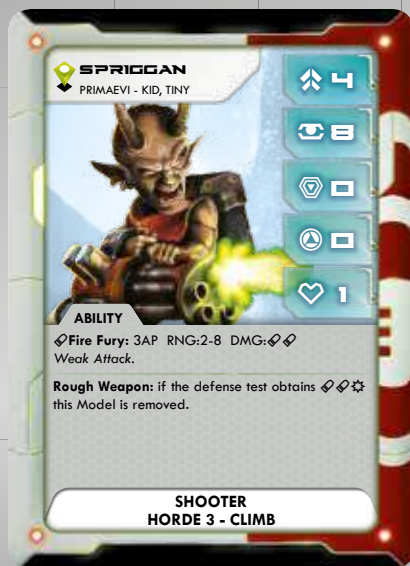 SPRIGGAN
PRIMAEVI - KID, TINY
4
8
0
0
1
ABILITY
Fire Fury: 3AP RNG:2-8 DMG:
Weak Attack.
Rough Weapon: if the defense test obtains
this Model is removed.
SHOOTER
HORDE 3 - CLIMB